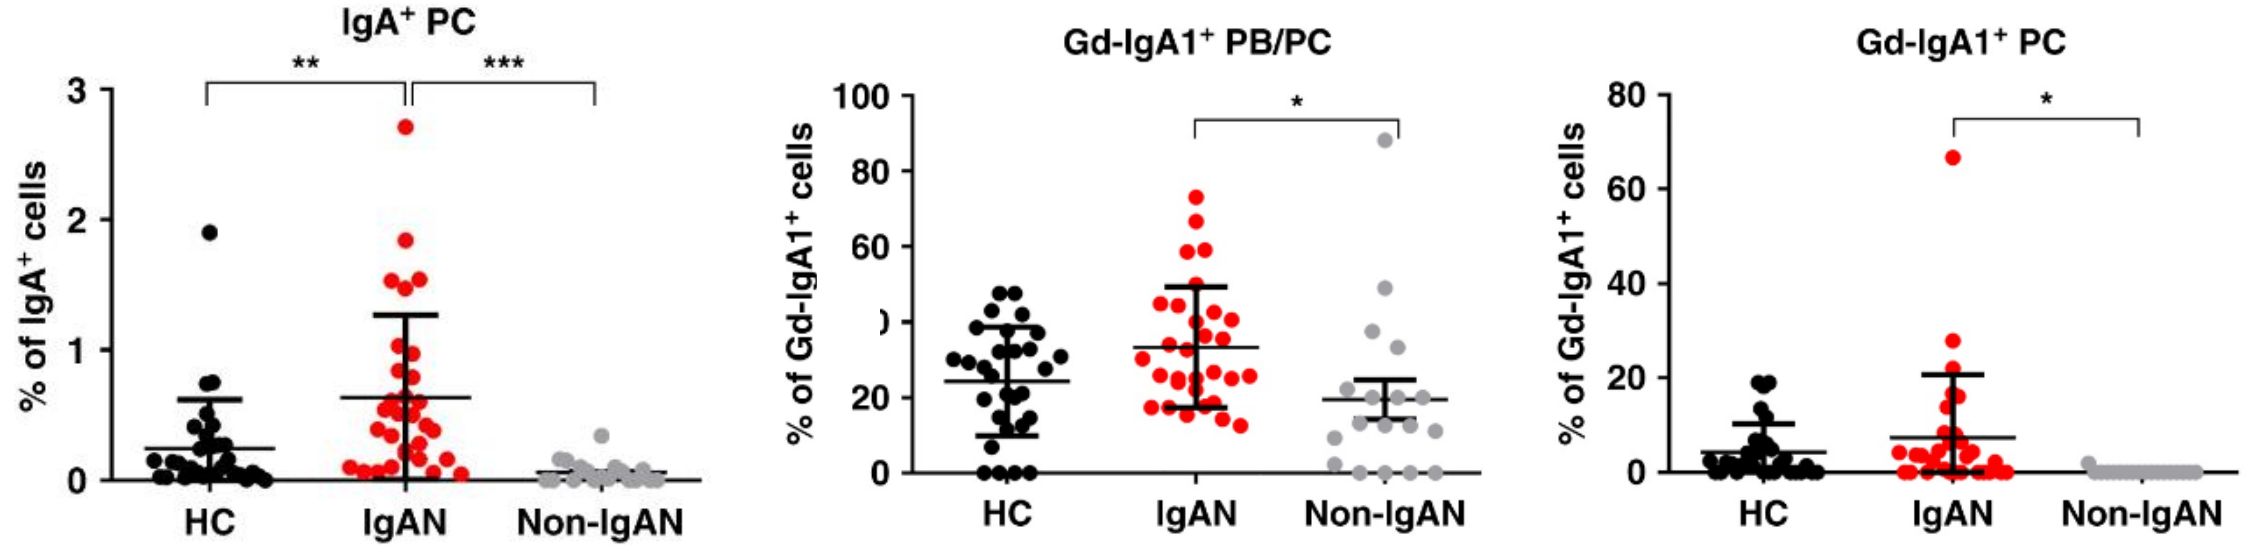 IgA⁺ PC
** ***
% of IgA⁺ cells
3
2
1
0
HC IgAN Non-IgAN
Gd-IgA1⁺ PB/PC
*
% of Gd-IgA1⁺ cells
100
80
60
20
0
HC IgAN Non-IgAN
Gd-IgA1⁺ PC
*
% of Gd-IgA1⁺ cells
80
60
40
20
0
HC IgAN Non-IgAN